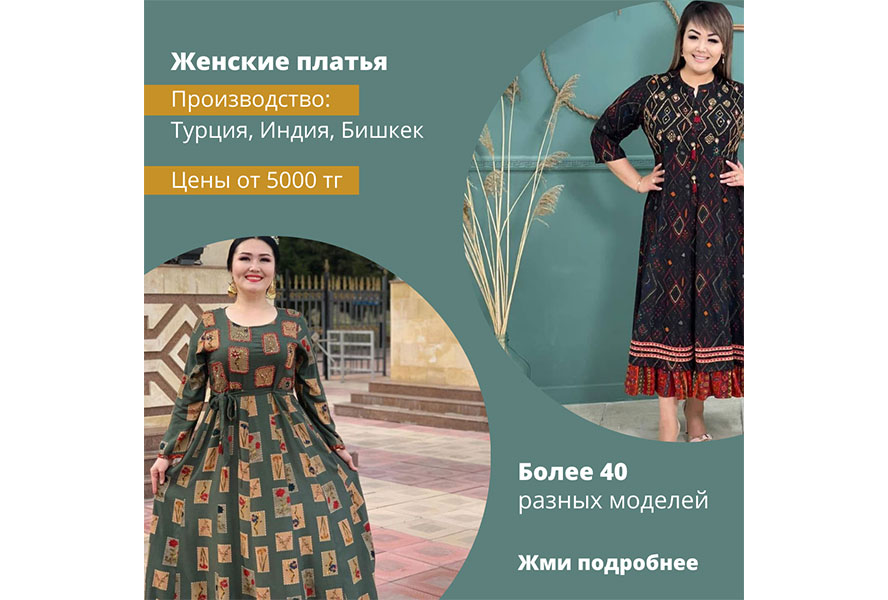 Женские платья
Производство:
Турция, Индия, Бишкек
Цены от 5000 тг
Более 40
разных моделей
Жми подробнее